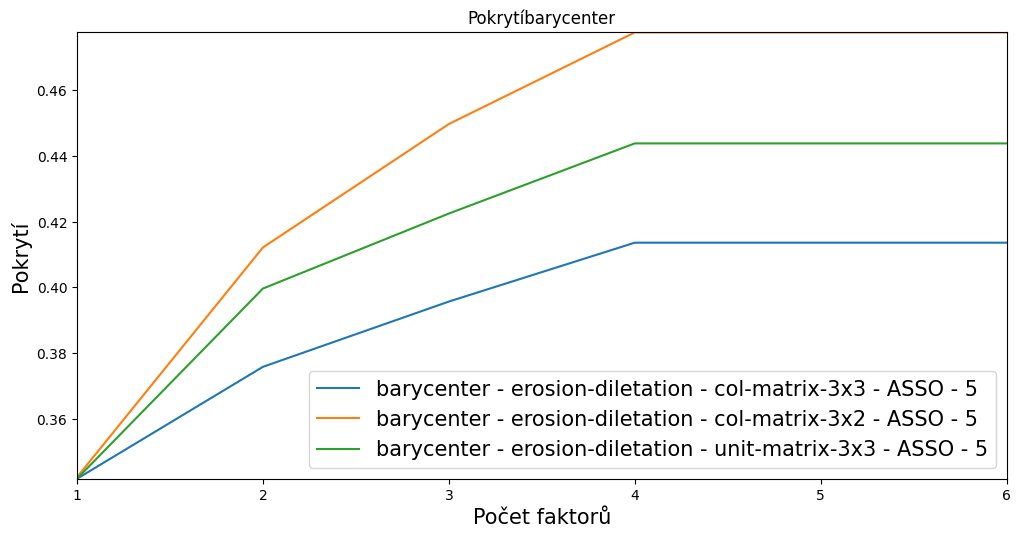 Pokrytíbarycenter
Pokrytí
0.46
0.44
0.42
0.40
0.38
0.36
barycenter - erosion-diletation - col-matrix-3x3 - ASSO - 5
barycenter - erosion-diletation - col-matrix-3x2 - ASSO - 5
barycenter - erosion-diletation - unit-matrix-3x3 - ASSO - 5
1 2 3 4 5 6
Počet faktorů